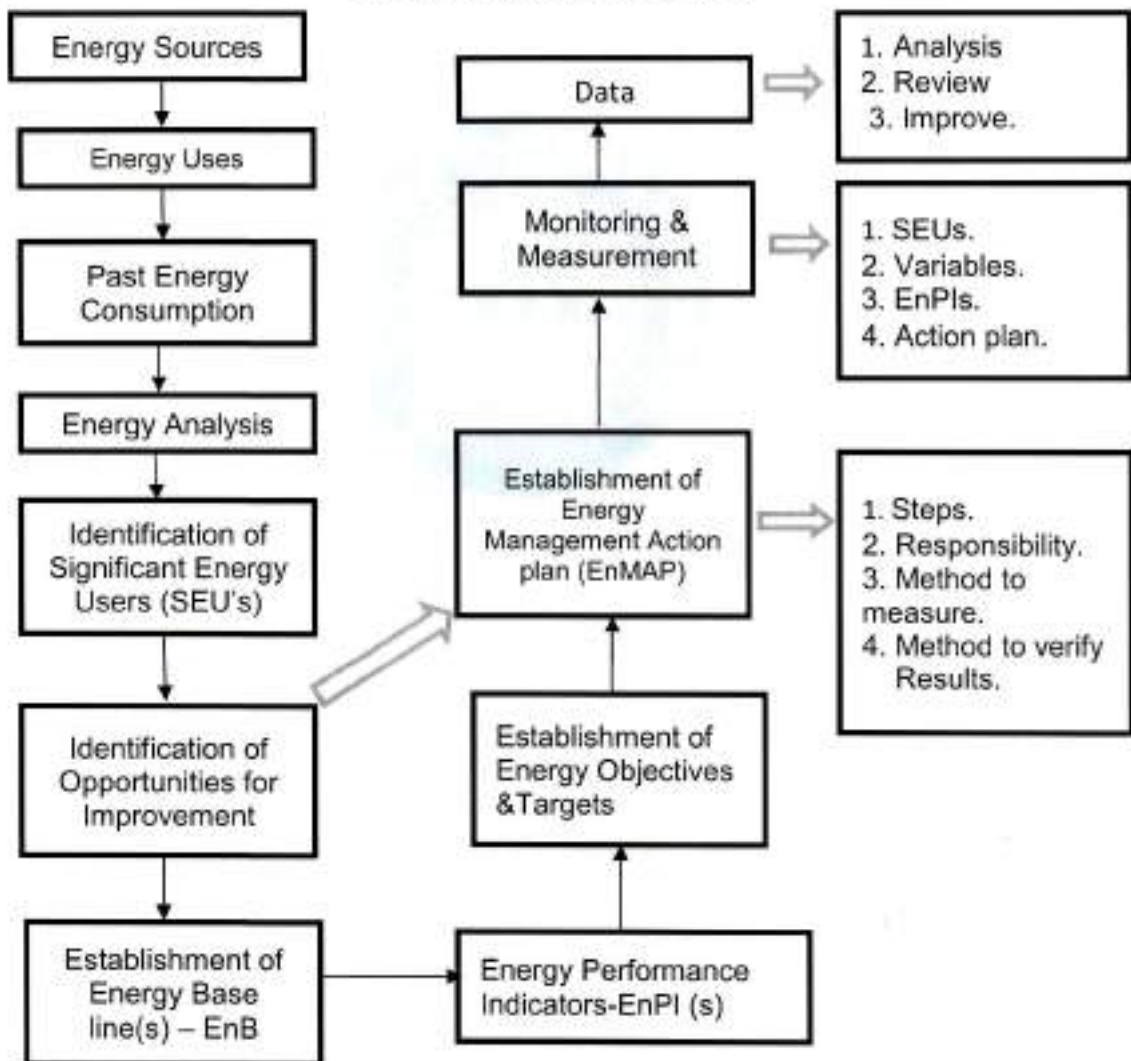 Energy Sources
Energy Uses
Past Energy
Consumption
Energy Analysis
Identification of
Significant Energy
Users (SEU's)
Identification of
Opportunities for
Improvement
Establishment of
Energy Base
line(s) – EnB
Energy Performance
Indicators-EnPI (s)
Establishment of
Energy Objectives
&Targets
Establishment of
Energy
Management Action
plan (EnMAP)
1. Steps.
2. Responsibility.
3. Method to
measure.
4. Method to verify
Results.
Monitoring &
Measurement
1. SEUs.
2. Variables.
3. EnPIs.
4. Action plan.
Data
1. Analysis
2. Review
3. Improve.